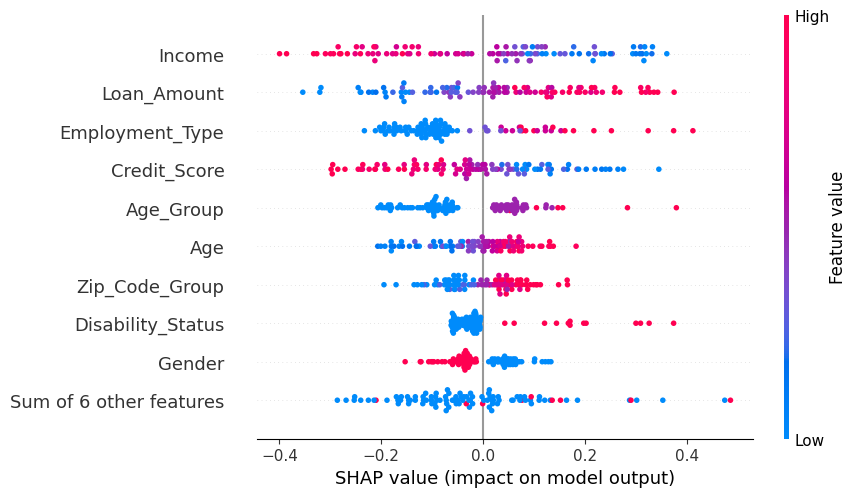 High
Income
Loan_Amount
Employment_Type
Credit_Score
Age_Group
Age
Zip_Code_Group
Disability_Status
Gender
Sum of 6 other features
Feature value
Low
−0.4 −0.2 0.0 0.2 0.4
SHAP value (impact on model output)